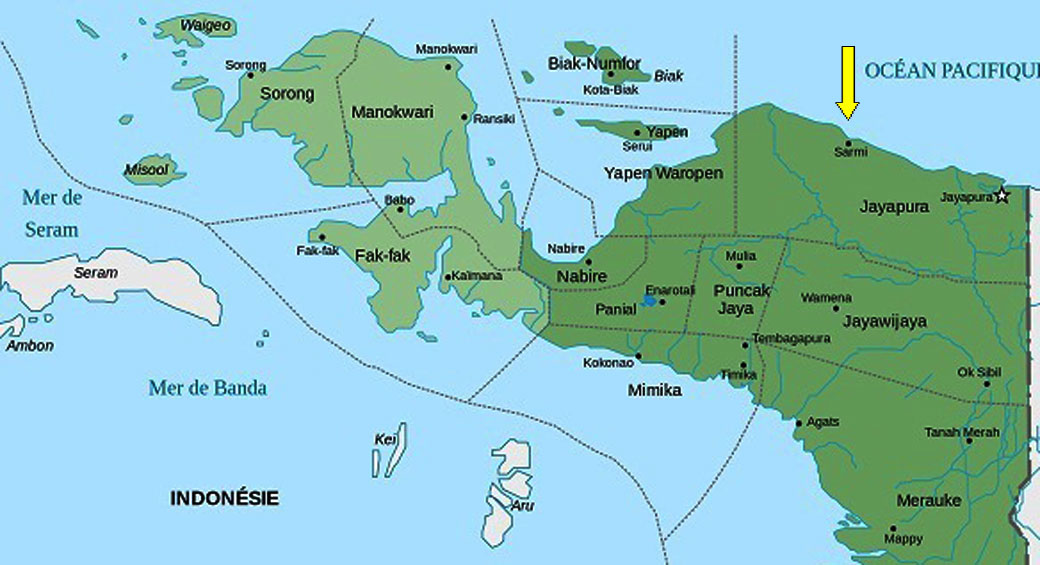 Waigeo
Manokwari
Sorong
Biak-Numfor
Biak
OCÉAN PACIFIQU
Kota-Biak
Sorong
Manokwari
Ransiki
Yapen
Serui
Sarmi
Misool
Yapen Waropen
Mer de
Seram
Babo
Jayapura
Jayapura
Fak-fak
Fak-fak
Nabire
Nabire
Mulia
Seram
Kaïmana
Enarotali
Panial
Puncak
Jaya
Wamena
Jayawijaya
Ambon
Tembagapura
Kokonao
Timika
Ok Sibil
Mer de Banda
Mimika
Agats
Tanah Merah
Kei
INDONÉSIE
Aru
Merauke
Mappy